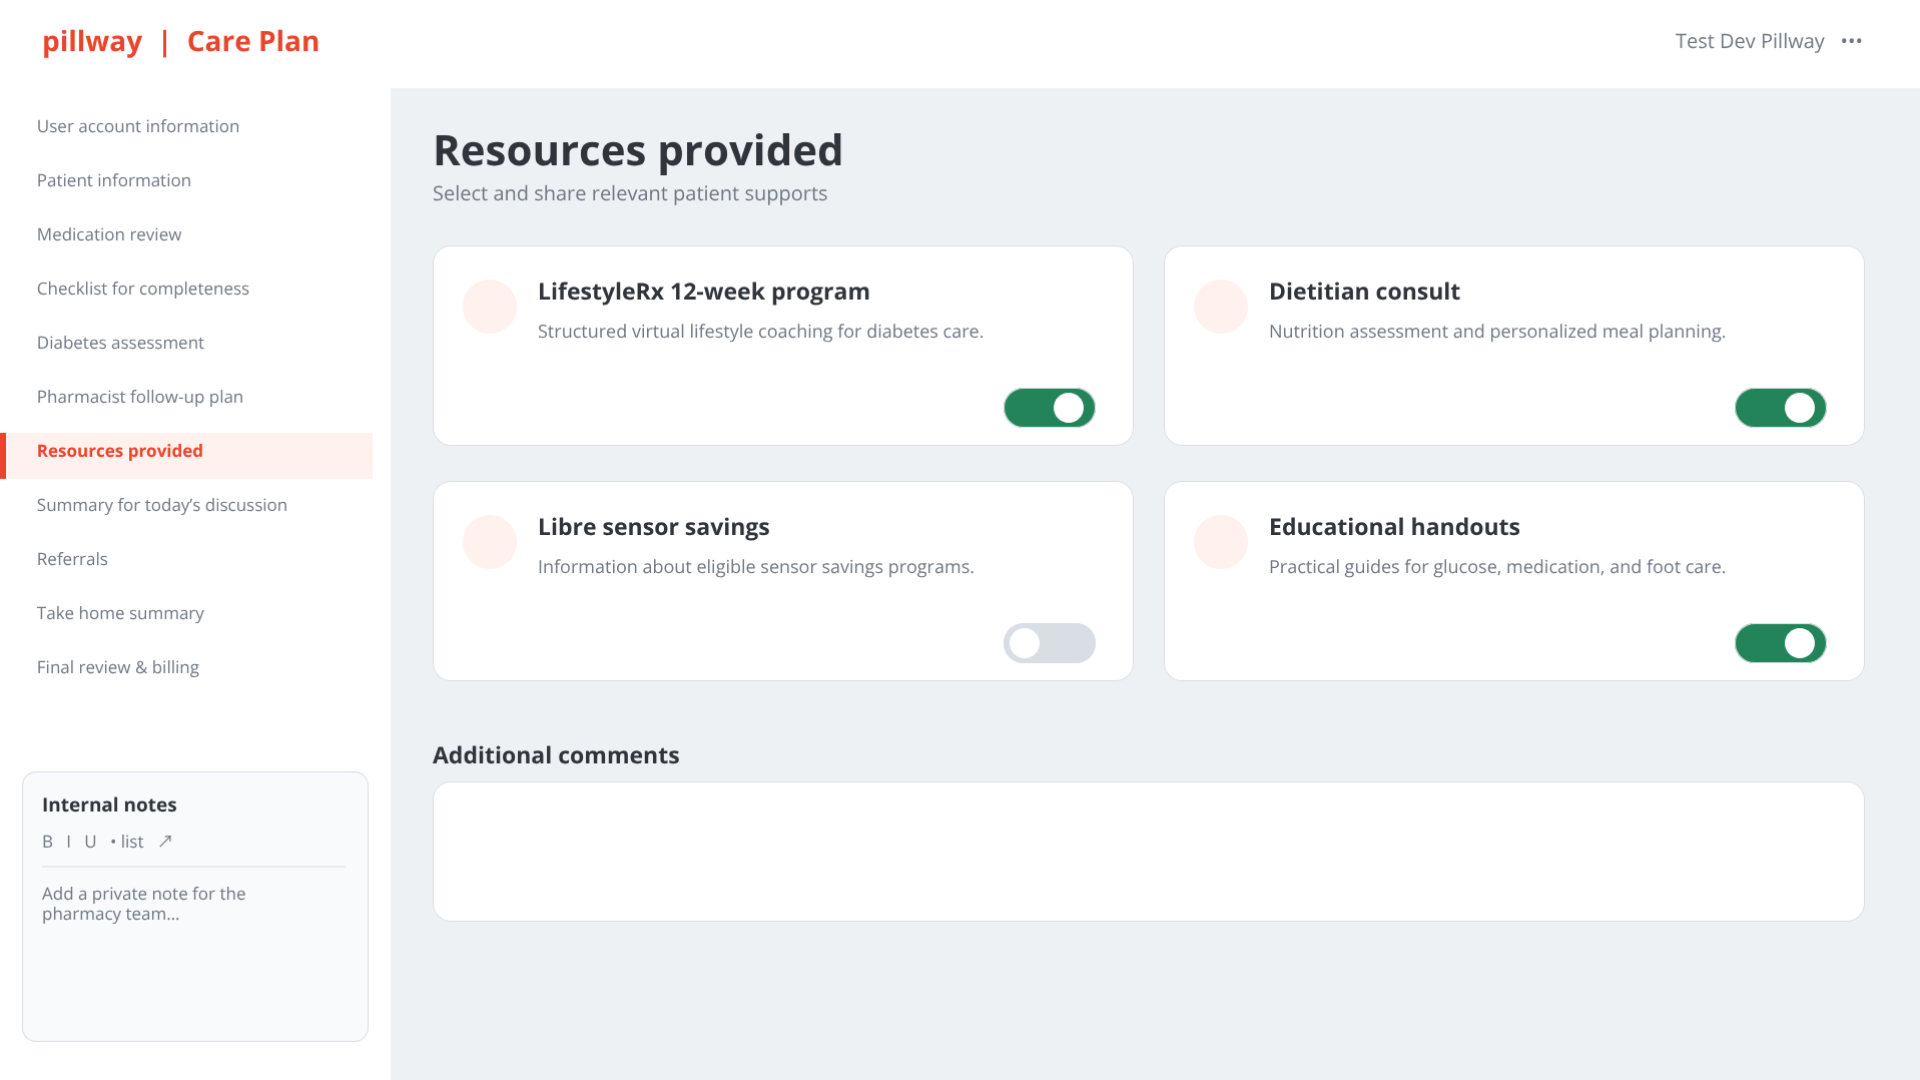 pillway | Care Plan
Test Dev Pillway •••
User account information
Patient information
Medication review
Checklist for completeness
Diabetes assessment
Pharmacist follow-up plan
Resources provided
Summary for today’s discussion
Referrals
Take home summary
Final review & billing
Internal notes
B I U • list ↗
Add a private note for the
pharmacy team...
Resources provided
Select and share relevant patient supports
LifestyleRx 12-week program
Structured virtual lifestyle coaching for diabetes care.
Dietitian consult
Nutrition assessment and personalized meal planning.
Libre sensor savings
Information about eligible sensor savings programs.
Educational handouts
Practical guides for glucose, medication, and foot care.
Additional comments